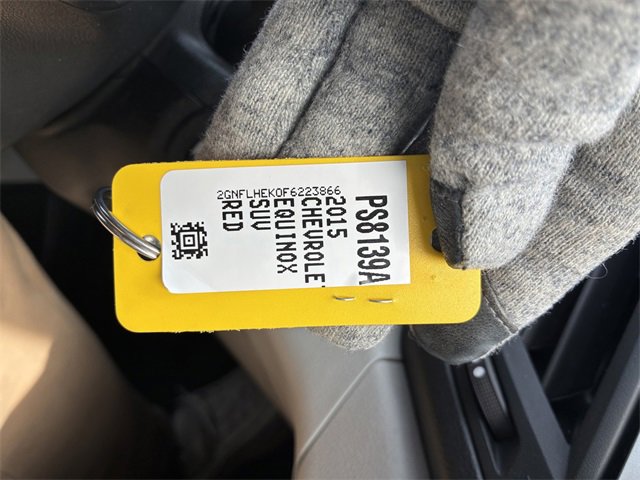 PS8139A
2015
CHEVROLET
EQUINOX
SUV
RED
2GNFLHEK0F6223866